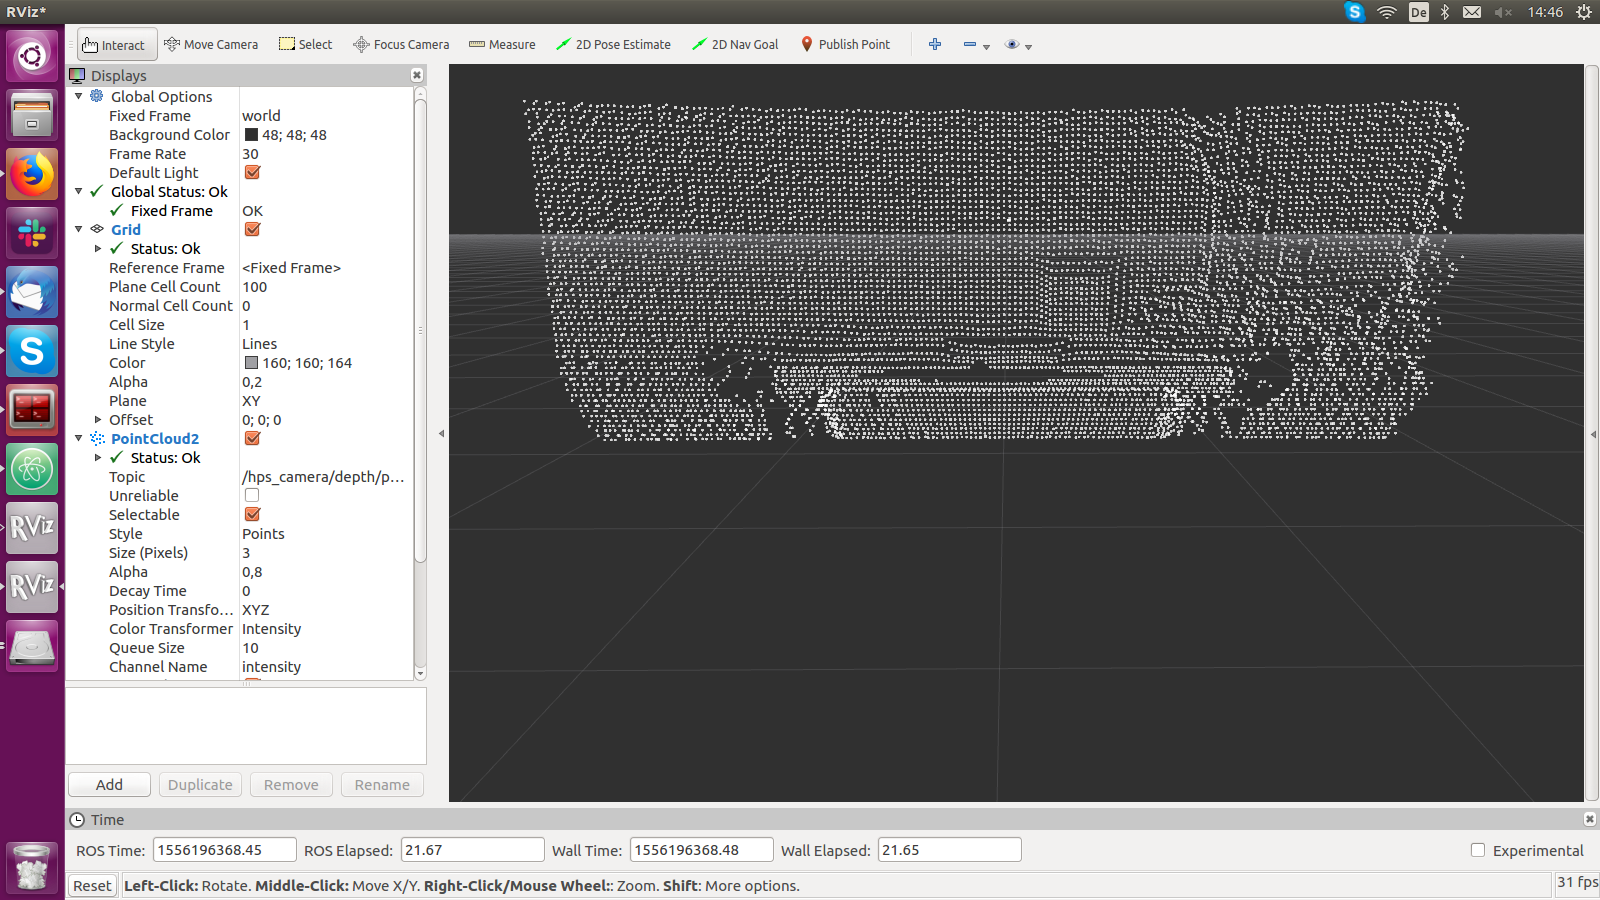 RViz*
S
De
14:46
Interact
Move Camera
Select
Focus Camera
Measure
2D Pose Estimate
2D Nav Goal
Publish Point
Displays
Global Options
Fixed Frame world
Background Color 48; 48; 48
Frame Rate 30
Default Light
Global Status: Ok
Fixed Frame OK
Grid
Status: Ok
Reference Frame <Fixed Frame>
Plane Cell Count 100
Normal Cell Count 0
Cell Size 1
Line Style Lines
Color 160; 160; 164
Alpha 0,2
Plane XY
Offset 0; 0; 0
PointCloud2
Status: Ok
Topic /hps_camera/depth/p…
Unreliable
Selectable
Style Points
Size (Pixels) 3
Alpha 0,8
Decay Time 0
Position Transfo… XYZ
Color Transformer Intensity
Queue Size 10
Channel Name intensity
S
RViz
RViz
Add
Duplicate
Remove
Rename
Time
ROS Time: 1556196368.45
ROS Elapsed: 21.67
Wall Time: 1556196368.48
Wall Elapsed: 21.65
Experimental
Reset
Left-Click: Rotate. Middle-Click: Move X/Y. Right-Click/Mouse Wheel:: Zoom. Shift: More options.
31 fps